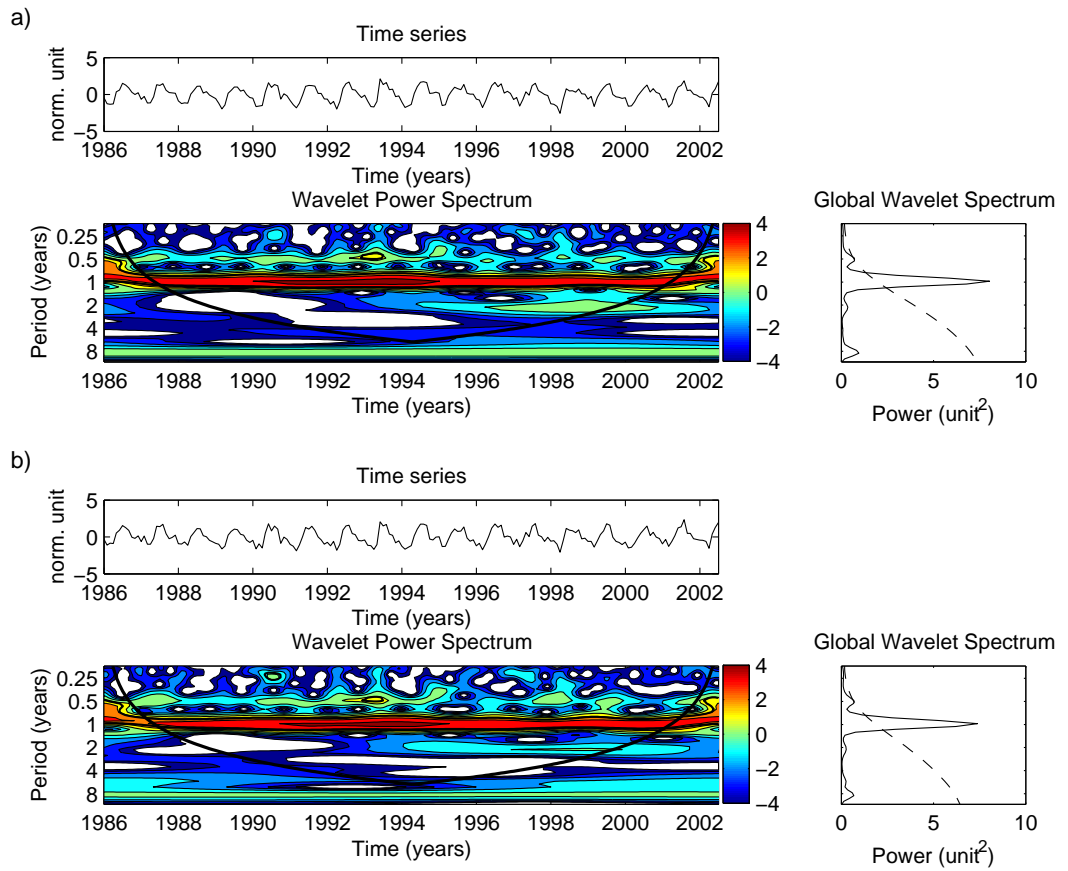 a)
Time series
norm. unit
5
0
−5
1986 1988 1990 1992 1994 1996 1998 2000 2002
Time (years)
Wavelet Power Spectrum
Period (years)
0.25
0.5
1
2
4
8
1986 1988 1990 1992 1994 1996 1998 2000 2002
Time (years)
4
2
0
−2
−4
Global Wavelet Spectrum
0 5 10
Power (unit²)
b)
Time series
norm. unit
5
0
−5
1986 1988 1990 1992 1994 1996 1998 2000 2002
Time (years)
Wavelet Power Spectrum
Period (years)
0.25
0.5
1
2
4
8
1986 1988 1990 1992 1994 1996 1998 2000 2002
Time (years)
4
2
0
−2
−4
Global Wavelet Spectrum
0 5 10
Power (unit²)